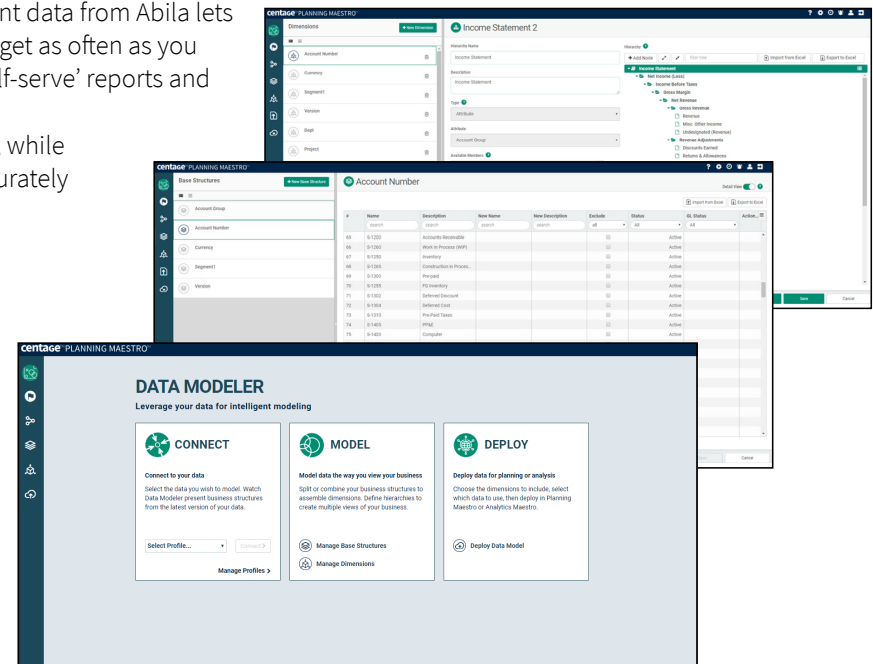 nt data from Abila lets
get as often as you
lf-serve’ reports and
while
urately
centage PLANNING MAESTRO
Dimensions
+ New Dimension
Account Number
Currency
Segment1
Version
Dept
Project
Income Statement 2
Hierarchy Name
Income Statement
Description
Income Statement
Type
Attribute
Attribute
Account Group
Available Members
Hierarchy
+ Add Node
Filter tree
Import from Excel
Export to Excel
Income Statement
Net Income (Loss)
Income Before Taxes
Gross Margin
Net Revenue
Gross Revenue
Revenue
Misc. Other Income
Undesignated (Revenue)
Revenue Adjustments
Discounts Earned
Returns & Allowances
Save Cancel
centage PLANNING MAESTRO
Base Structures
+ New Base Structure
Account Group
Account Number
Currency
Segment1
Version
Account Number
Detail View
Import from Excel Export to Excel
# Name Description New Name New Description Exclude Status GL Status Action...
search search search search all All All
65 S-1200 Accounts Receivable Active
66 S-1260 Work in Process (WIP) Active
67 S-1250 Inventory Active
68 S-1265 Construction in Proces... Active
69 S-1300 Pre-paid Active
70 S-1255 FG Inventory Active
71 S-1302 Deferred Discount Active
72 S-1304 Deferred Cost Active
73 S-1310 Pre-Paid Taxes Active
74 S-1405 PP&E Active
75 S-1420 Computer Active
Cancel
centage PLANNING MAESTRO
DATA MODELER
Leverage your data for intelligent modeling
CONNECT
Connect to your data
Select the data you wish to model. Watch
Data Modeler present business structures
from the latest version of your data.
Select Profile...
Connect >
Manage Profiles >
MODEL
Model data the way you view your business
Split or combine your business structures to
assemble dimensions. Define hierarchies to
create multiple views of your business.
Manage Base Structures
Manage Dimensions
DEPLOY
Deploy data for planning or analysis
Choose the dimensions to include, select
which data to use, then deploy in Planning
Maestro or Analytics Maestro.
Deploy Data Model